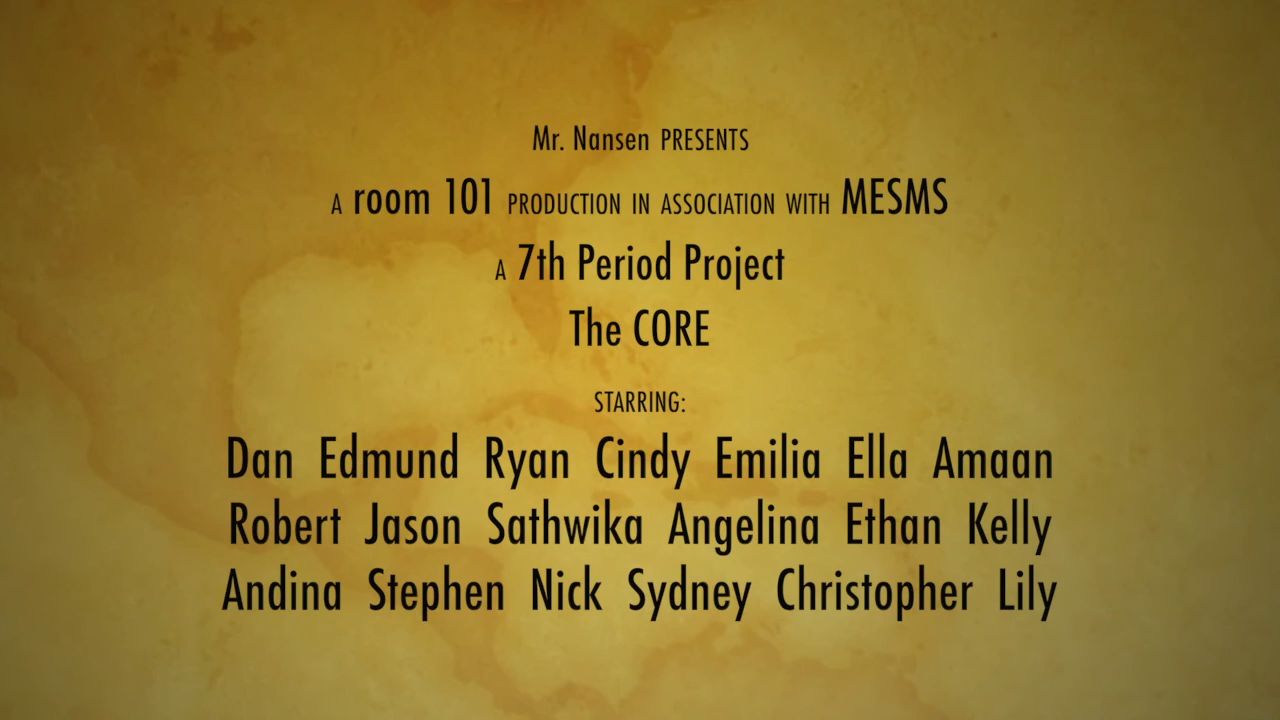 Mr. Nansen PRESENTS
A room 101 PRODUCTION IN ASSOCIATION WITH MESMS
A 7th Period Project
The CORE
STARRING:
Dan Edmund Ryan Cindy Emilia Ella Amaan
Robert Jason Sathwika Angelina Ethan Kelly
Andina Stephen Nick Sydney Christopher Lily